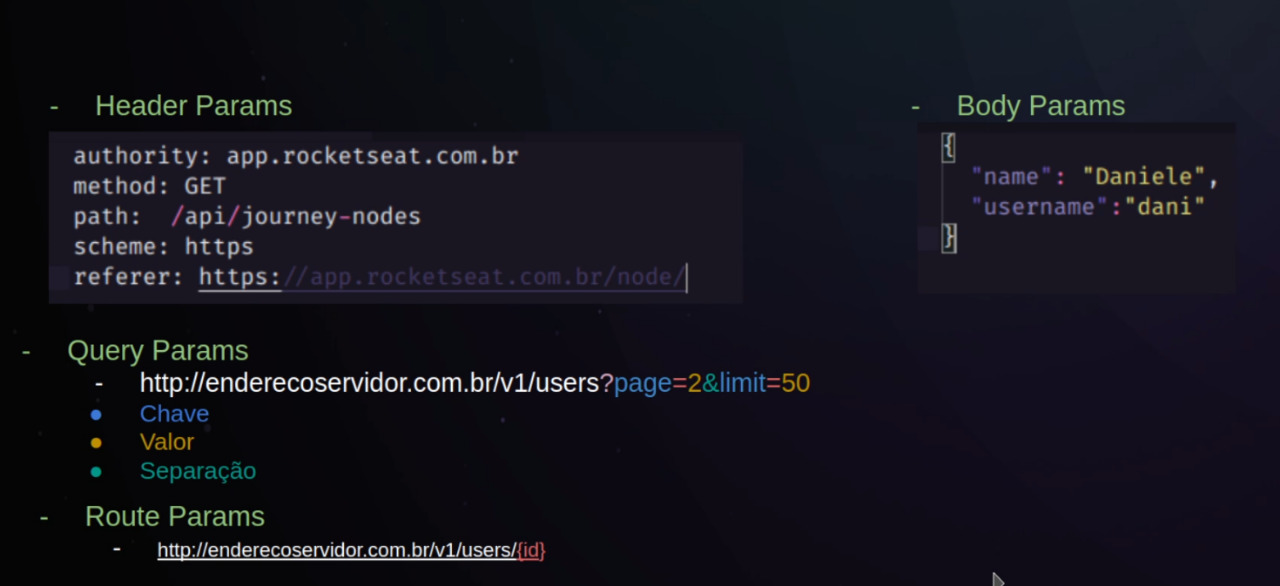 - Header Params
authority: app.rocketseat.com.br
method: GET
path: /api/journey-nodes
scheme: https
referer: https://app.rocketseat.com.br/node/
- Body Params
{
"name": "Daniele",
"username":"dani"
}
- Query Params
- http://enderecoservidor.com.br/v1/users?page=2&limit=50
● Chave
● Valor
● Separação
- Route Params
- http://enderecoservidor.com.br/v1/users/{id}